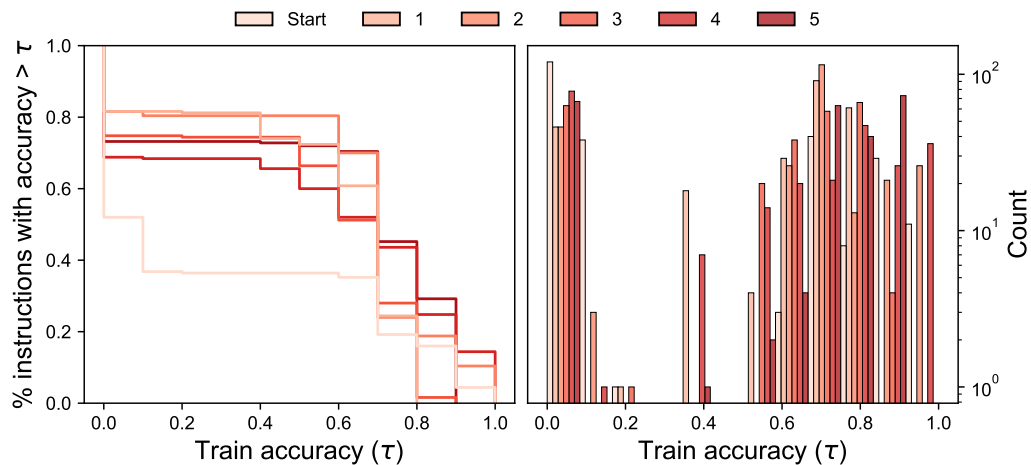 Start 1 2 3 4 5
% instructions with accuracy > τ
1.0
0.8
0.6
0.4
0.2
0.0
0.0 0.2 0.4 0.6 0.8 1.0
Train accuracy (τ)
0.0 0.2 0.4 0.6 0.8 1.0
Train accuracy (τ)
10²
10¹
10⁰
Count